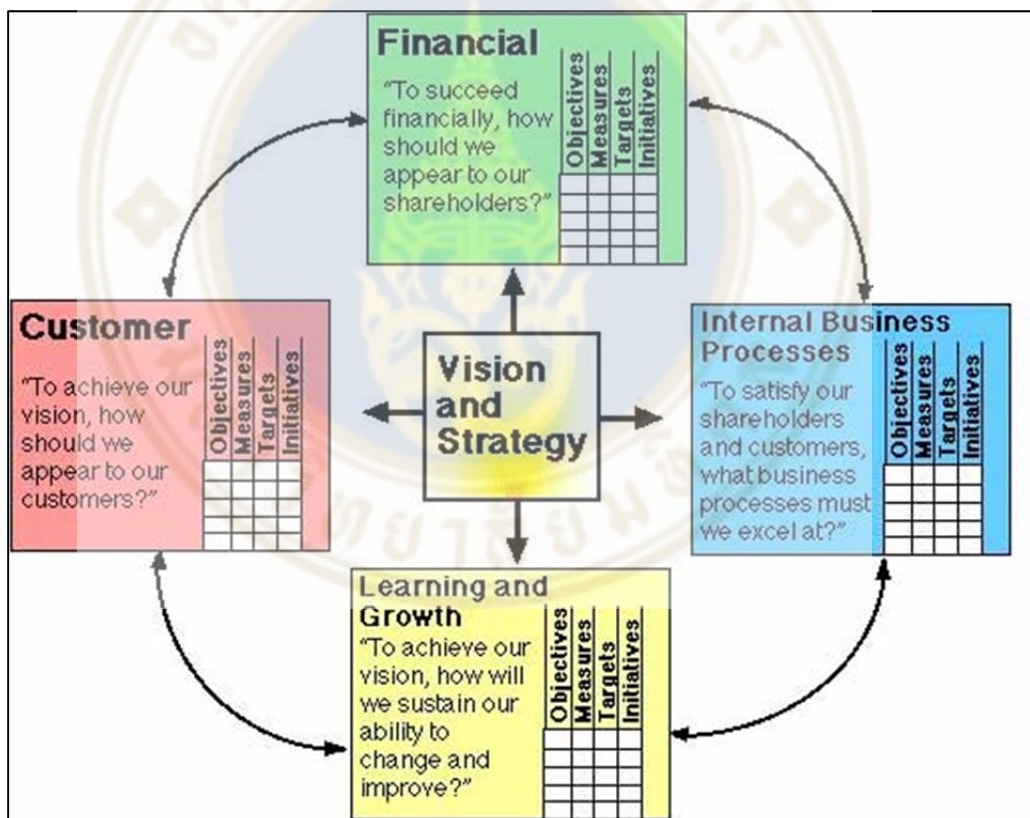 Financial
"To succeed
financially, how
should we
appear to our
shareholders?"
Objectives
Measures
Targets
Initiatives
Customer
"To achieve our
vision, how
should we
appear to our
customers?"
Objectives
Measures
Targets
Initiatives
Vision
and
Strategy
Internal Business
Processes
"To satisfy our
shareholders
and customers,
what business
processes must
we excel at?"
Objectives
Measures
Targets
Initiatives
Learning and
Growth
"To achieve our
vision, how will
we sustain our
ability to
change and
improve?"
Objectives
Measures
Targets
Initiatives